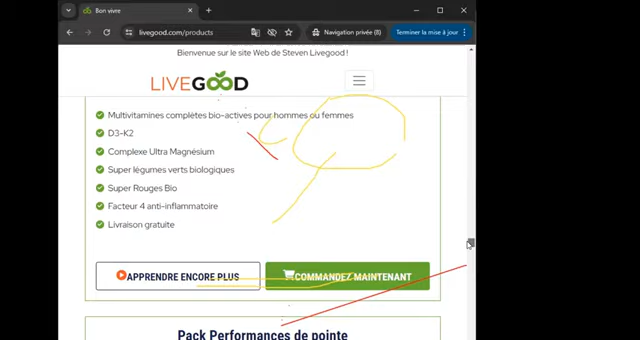 Bon vivre
livegood.com/products
Navigation privée (8)
Terminer la mise à jour
Bienvenue sur le site Web de Steven Livegood !
LIVEGOOD
Multivitamines complètes bio-actives pour hommes ou femmes
D3-K2
Complexe Ultra Magnésium
Super légumes verts biologiques
Super Rouges Bio
Facteur 4 anti-inflammatoire
Livraison gratuite
APPRENDRE ENCORE PLUS
COMMANDEZ MAINTENANT
Pack Performances de pointe